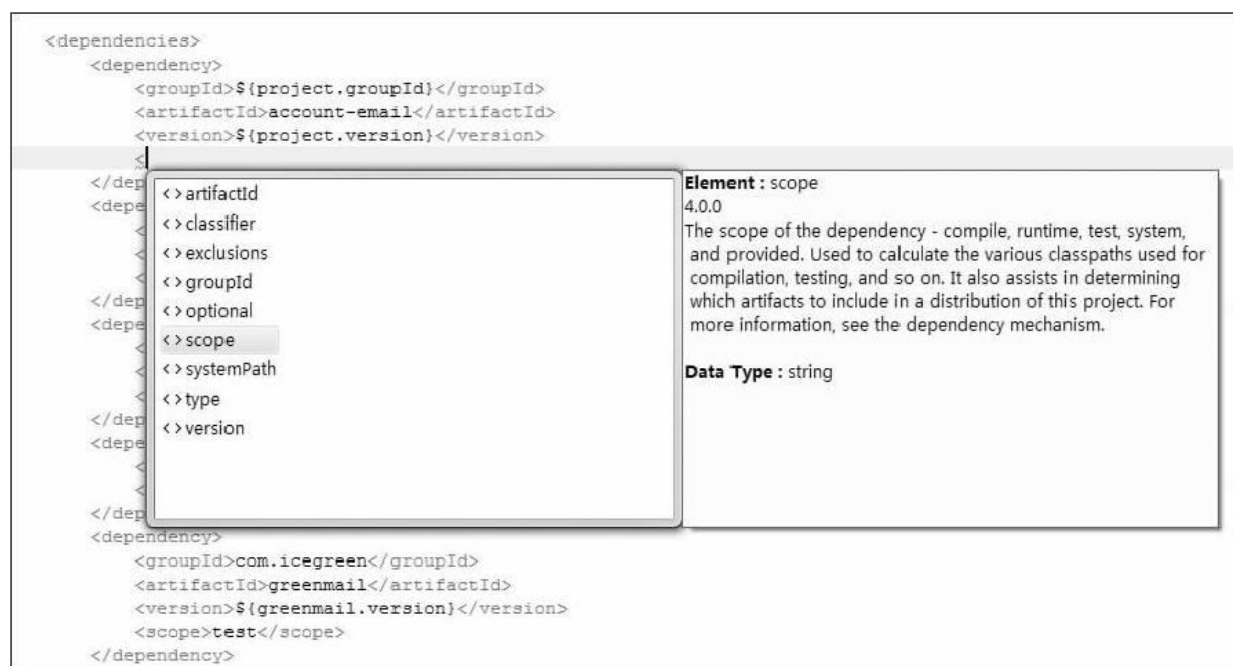 <dependencies>
<dependency>
<groupId>${project.groupId}</groupId>
<artifactId>account-email</artifactId>
<version>${project.version}</version>
<
</dep
<depe
<
<
<
</dep
<depe
<
<
<
</dep
<depe
<
<
</dep
<> artifactId
<> classifier
<> exclusions
<> groupId
<> optional
<> scope
<> systemPath
<> type
<> version
Element : scope
4.0.0
The scope of the dependency - compile, runtime, test, system,
and provided. Used to calculate the various classpaths used for
compilation, testing, and so on. It also assists in determining
which artifacts to include in a distribution of this project. For
more information, see the dependency mechanism.
Data Type : string
<dependency>
<groupId>com.icegreen</groupId>
<artifactId>greenmail</artifactId>
<version>${greenmail.version}</version>
<scope>test</scope>
</dependency>